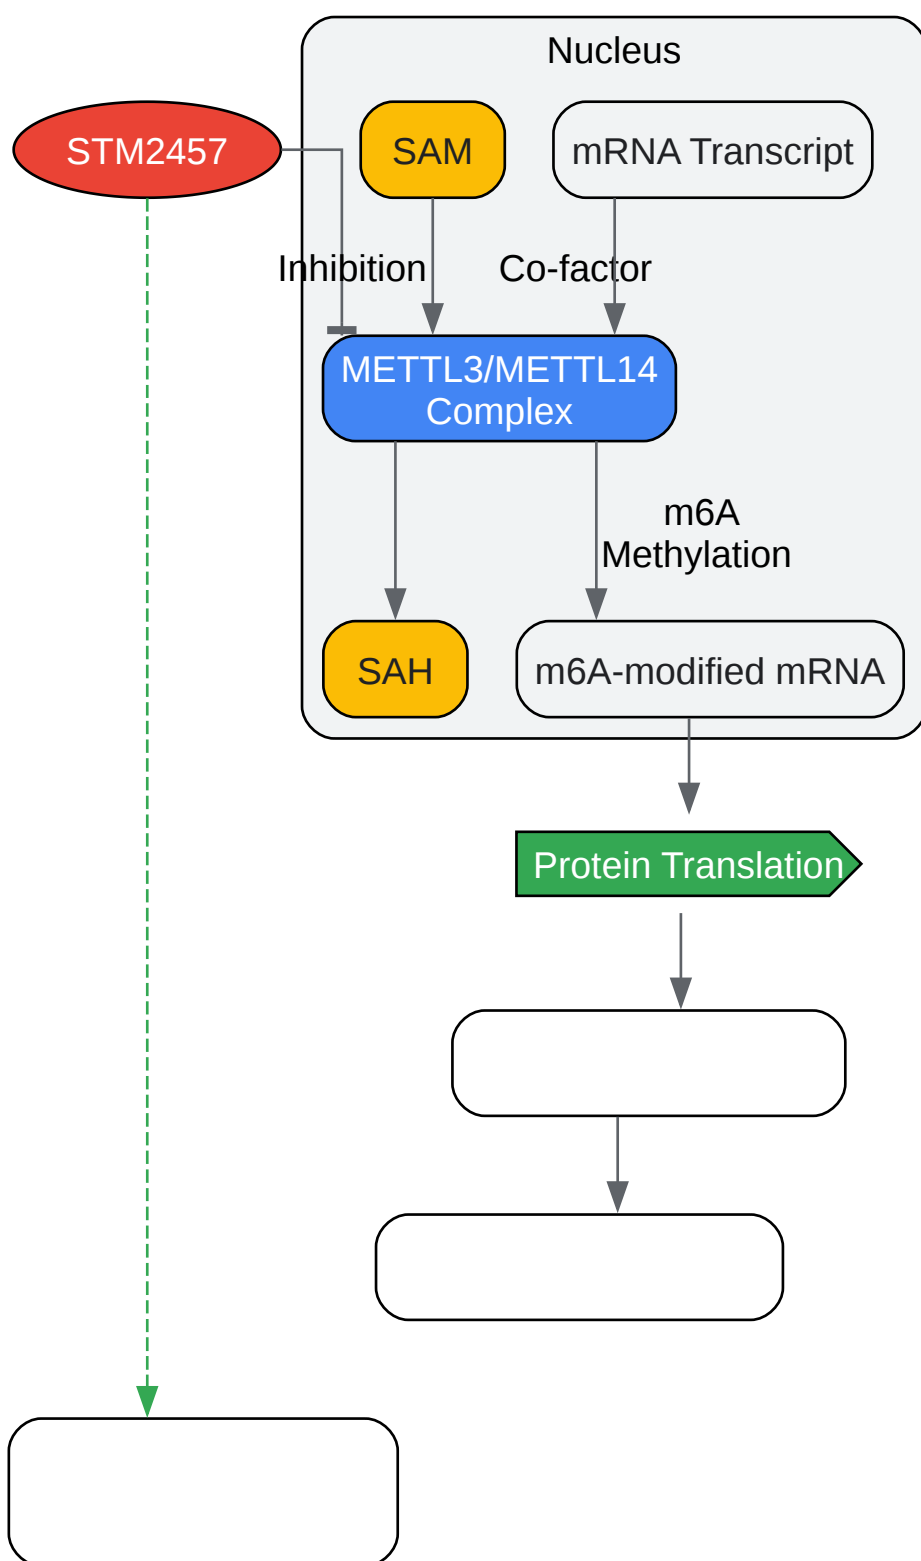 Nucleus
STM2457
SAM
mRNA Transcript
Inhibition
Co-factor
METTL3/METTL14
Complex
m6A
Methylation
SAH
m6A-modified mRNA
Protein Translation